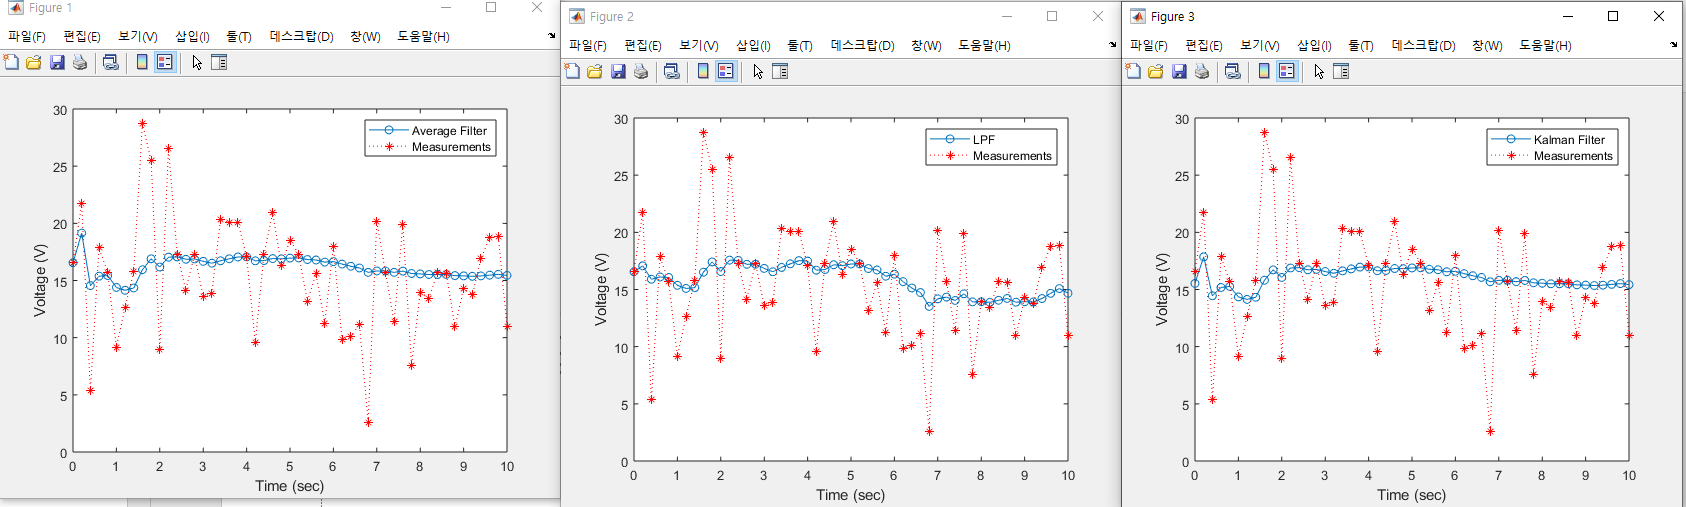 Figure 1
파일(F) 편집(E) 보기(V) 삽입(I) 툴(T) 데스크탑(D) 창(W) 도움말(H)
30
25
20
15
10
5
0
Voltage (V)
Average Filter
Measurements
0 1 2 3 4 5 6 7 8 9 10
Time (sec)
Figure 2
파일(F) 편집(E) 보기(V) 삽입(I) 툴(T) 데스크탑(D) 창(W) 도움말(H)
30
25
20
15
10
5
0
Voltage (V)
LPF
Measurements
0 1 2 3 4 5 6 7 8 9 10
Time (sec)
Figure 3
파일(F) 편집(E) 보기(V) 삽입(I) 툴(T) 데스크탑(D) 창(W) 도움말(H)
30
25
20
15
10
5
0
Voltage (V)
Kalman Filter
Measurements
0 1 2 3 4 5 6 7 8 9 10
Time (sec)